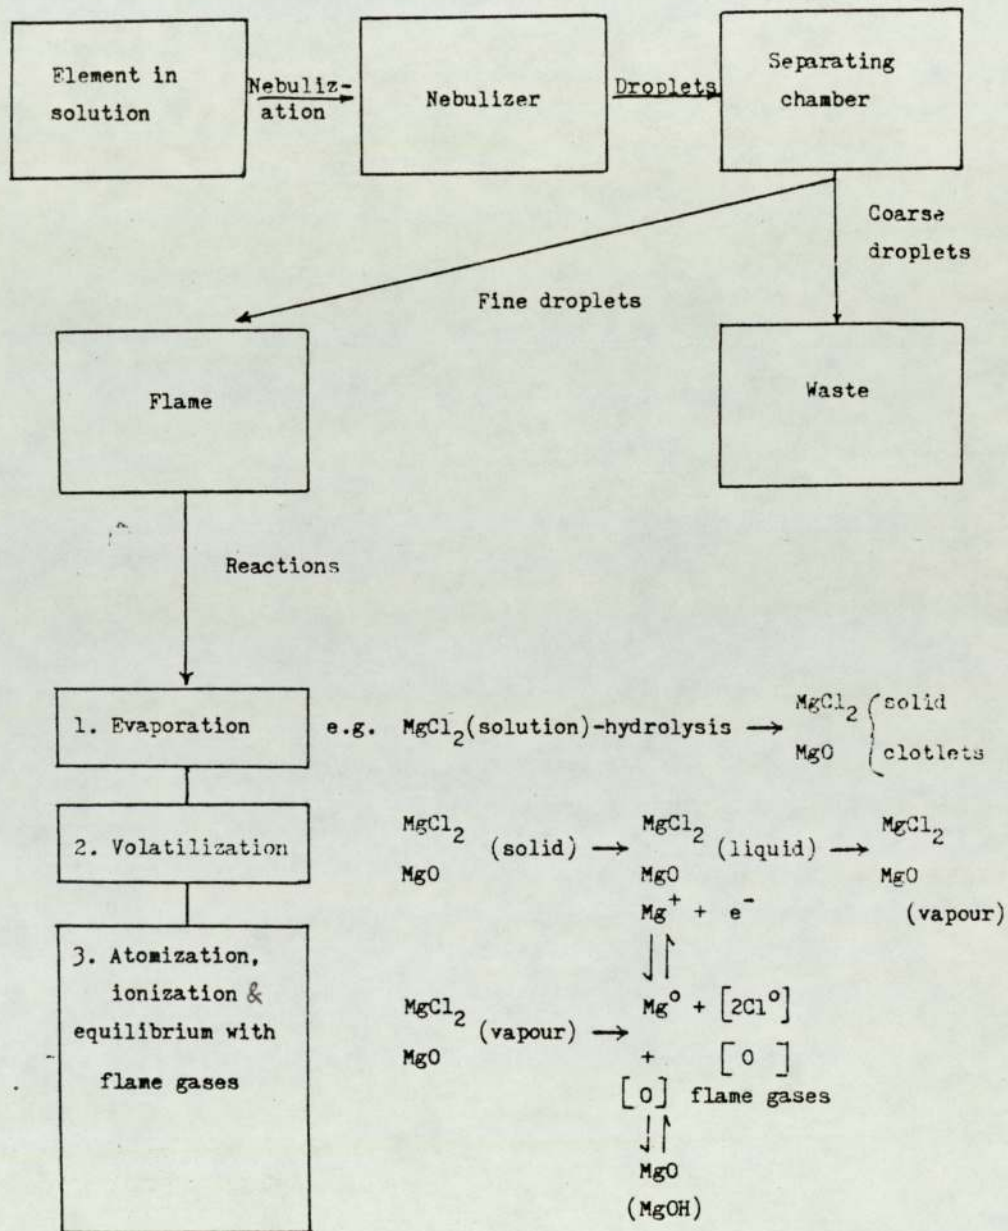 Element in
solution
Nebuliz-
ation
Nebulizer
Droplets
Separating
chamber
Coarse
droplets
Fine droplets
Flame
Waste
Reactions
1. Evaporation
e.g. MgCl₂(solution)-hydrolysis → MgCl₂ { solid
MgO { clotlets
2. Volatilization
MgCl₂ (solid) → MgCl₂ (liquid) → MgCl₂
MgO MgO MgO
(vapour)
3. Atomization,
ionization &
equilibrium with
flame gases
Mg⁺ + e⁻
⇌
MgCl₂ (vapour) → Mg° + [2Cl°]
MgO + [ O ]
[O] flame gases
⇌
MgO
(MgOH)